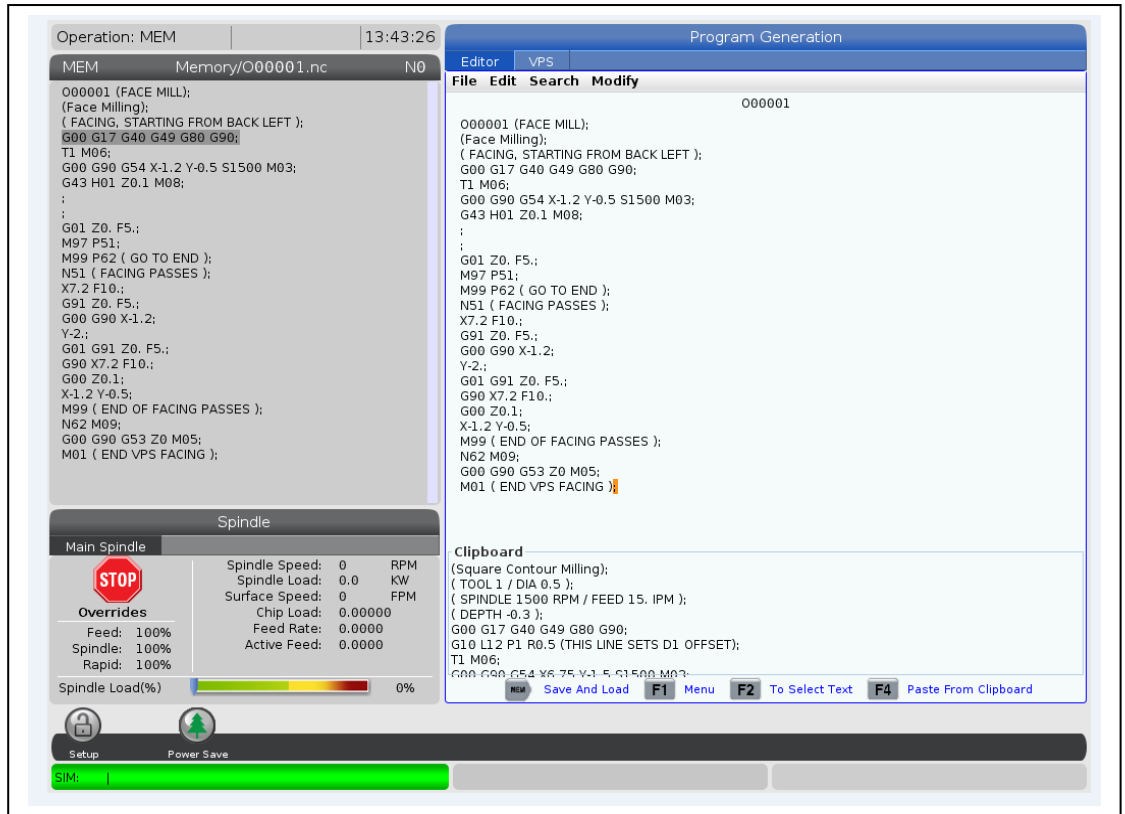 Operation: MEM
13:43:26
MEM Memory/O00001.nc N0
O00001 (FACE MILL);
(Face Milling);
( FACING, STARTING FROM BACK LEFT );
G00 G17 G40 G49 G80 G90;
T1 M06;
G00 G90 G54 X-1.2 Y-0.5 S1500 M03;
G43 H01 Z0.1 M08;
;
;
G01 Z0. F5.;
M97 P51;
M99 P62 ( GO TO END );
N51 ( FACING PASSES );
X7.2 F10.;
G91 Z0. F5.;
G00 G90 X-1.2;
Y-2.;
G01 G91 Z0. F5.;
G90 X7.2 F10.;
G00 Z0.1;
X-1.2 Y-0.5;
M99 ( END OF FACING PASSES );
N62 M09;
G00 G90 G53 Z0 M05;
M01 ( END VPS FACING );
Spindle
Main Spindle
STOP
Overrides
Feed: 100%
Spindle: 100%
Rapid: 100%
Spindle Speed: 0 RPM
Spindle Load: 0.0 KW
Surface Speed: 0 FPM
Chip Load: 0.00000
Feed Rate: 0.0000
Active Feed: 0.0000
Spindle Load(%) 0%
Program Generation
Editor VPS
File Edit Search Modify
O00001
O00001 (FACE MILL);
(Face Milling);
( FACING, STARTING FROM BACK LEFT );
G00 G17 G40 G49 G80 G90;
T1 M06;
G00 G90 G54 X-1.2 Y-0.5 S1500 M03;
G43 H01 Z0.1 M08;
;
;
G01 Z0. F5.;
M97 P51;
M99 P62 ( GO TO END );
N51 ( FACING PASSES );
X7.2 F10.;
G91 Z0. F5.;
G00 G90 X-1.2;
Y-2.;
G01 G91 Z0. F5.;
G90 X7.2 F10.;
G00 Z0.1;
X-1.2 Y-0.5;
M99 ( END OF FACING PASSES );
N62 M09;
G00 G90 G53 Z0 M05;
M01 ( END VPS FACING );
Clipboard
(Square Contour Milling);
( TOOL 1 / DIA 0.5 );
( SPINDLE 1500 RPM / FEED 15. IPM );
( DEPTH -0.3 );
G00 G17 G40 G49 G80 G90;
G10 L12 P1 R0.5 (THIS LINE SETS D1 OFFSET);
T1 M06;
G00 G90 G54 X6.75 Y-1.5 S1500 M03;
MEM Save And Load F1 Menu F2 To Select Text F4 Paste From Clipboard
Setup Power Save
SIM: |